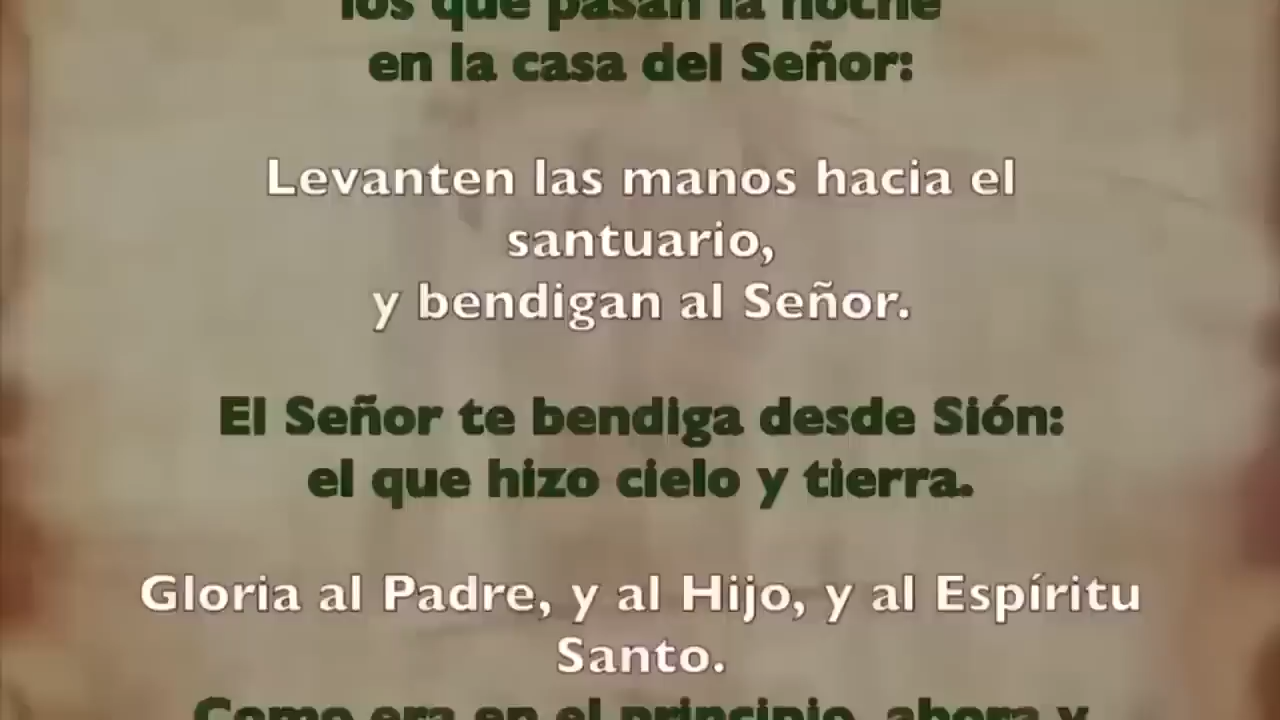 los que pasan la noche
en la casa del Señor:
Levanten las manos hacia el
santuario,
y bendigan al Señor.
El Señor te bendiga desde Sión:
el que hizo cielo y tierra.
Gloria al Padre, y al Hijo, y al Espíritu
Santo.
Como era en el principio, ahora y